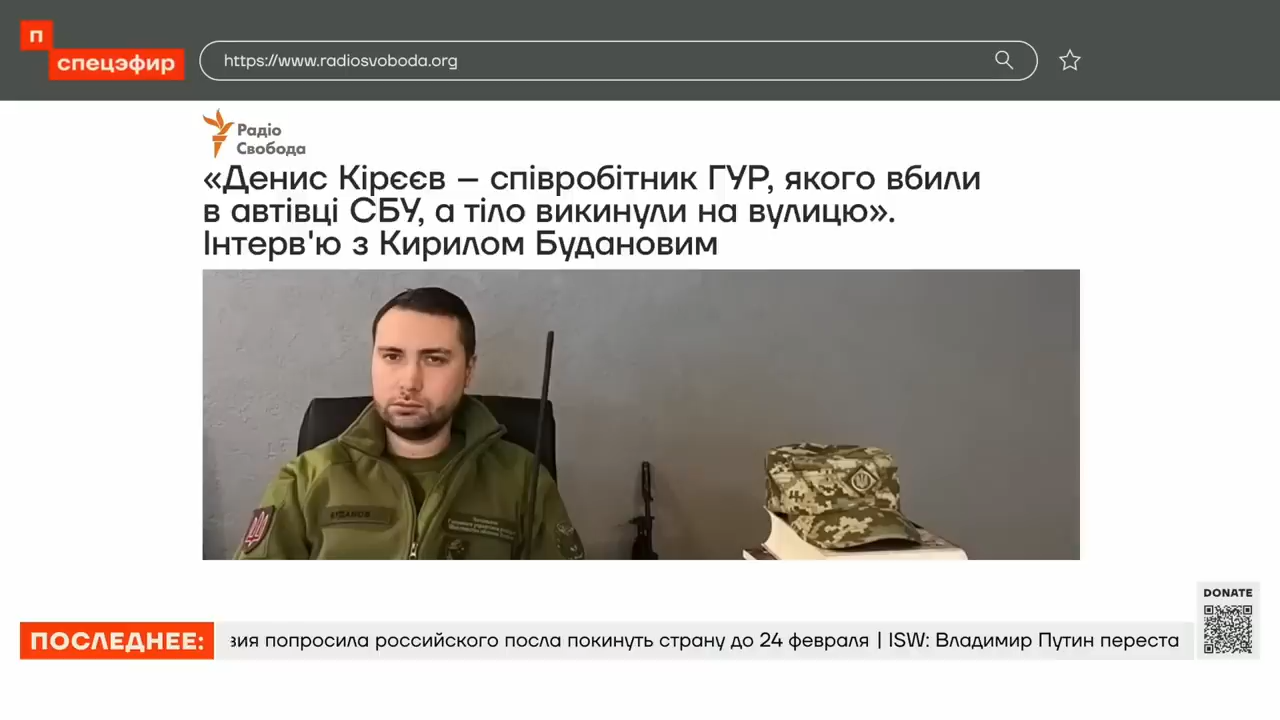 П
спецэфир
https://www.radiosvoboda.org
Радіо
Свобода
«Денис Кірєєв – співробітник ГУР, якого вбили
в автівці СБУ, а тіло викинули на вулицю».
Інтерв'ю з Кирилом Будановим
БУДАНОВ
DONATE
ПОСЛЕДНЕЕ:
зия попросила российского посла покинуть страну до 24 февраля | ISW: Владимир Путин переста